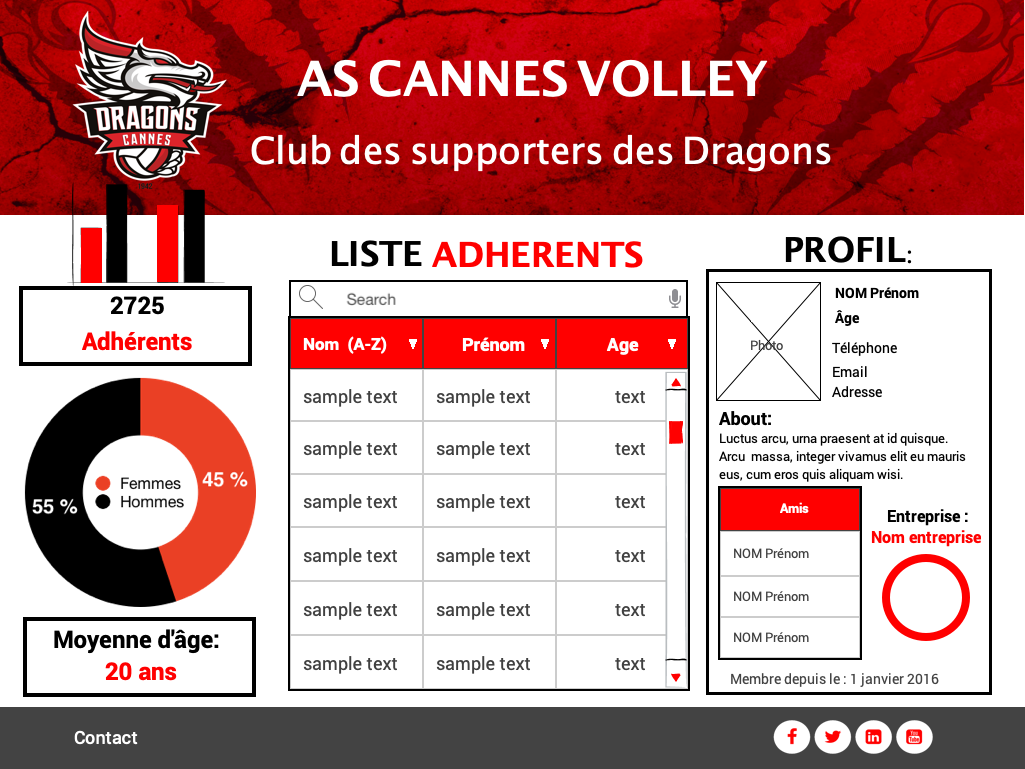 AS CANNES VOLLEY
Club des supporters des Dragons
DRAGONS
CANNES
2725
Adhérents
45 %
55 %
Femmes
Hommes
Moyenne d'âge:
20 ans
LISTE ADHERENTS
Search
Nom (A-Z) Prénom Age
sample text sample text text
sample text sample text text
sample text sample text text
sample text sample text text
sample text sample text text
sample text sample text text
PROFIL:
Photo
NOM Prénom
Âge
Téléphone
Email
Adresse
About:
Luctus arcu, urna praesent at id quisque.
Arcu massa, integer vivamus elit eu mauris
eus, cum eros quis aliquam wisi.
Amis
NOM Prénom
NOM Prénom
NOM Prénom
Entreprise :
Nom entreprise
Membre depuis le : 1 janvier 2016
Contact